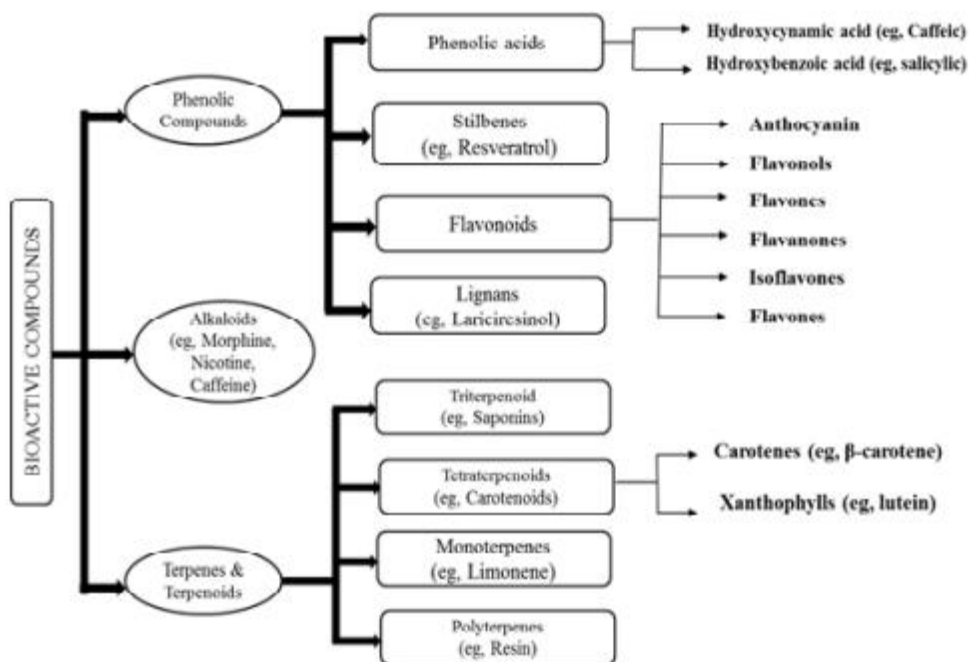 BIOACTIVE COMPOUNDS
Phenolic
Compounds
Phenolic acids
Hydroxycynamic acid (eg, Caffeic)
Hydroxybenzoic acid (eg, salicylic)
Stilbenes
(eg, Resveratrol)
Flavonoids
Anthocyanin
Flavonols
Flavones
Flavanones
Isoflavones
Flavones
Lignans
(eg, Laricircsinol)
Alkaloids
(eg, Morphine,
Nicotine,
Caffeine)
Terpenes &
Terpenoids
Triterpenoid
(eg, Saponins)
Tetraterpenoids
(eg, Carotenoids)
Carotenes (eg, β-carotene)
Xanthophylls (eg, lutein)
Monoterpenes
(eg, Limonene)
Polyterpenes
(eg, Resin)